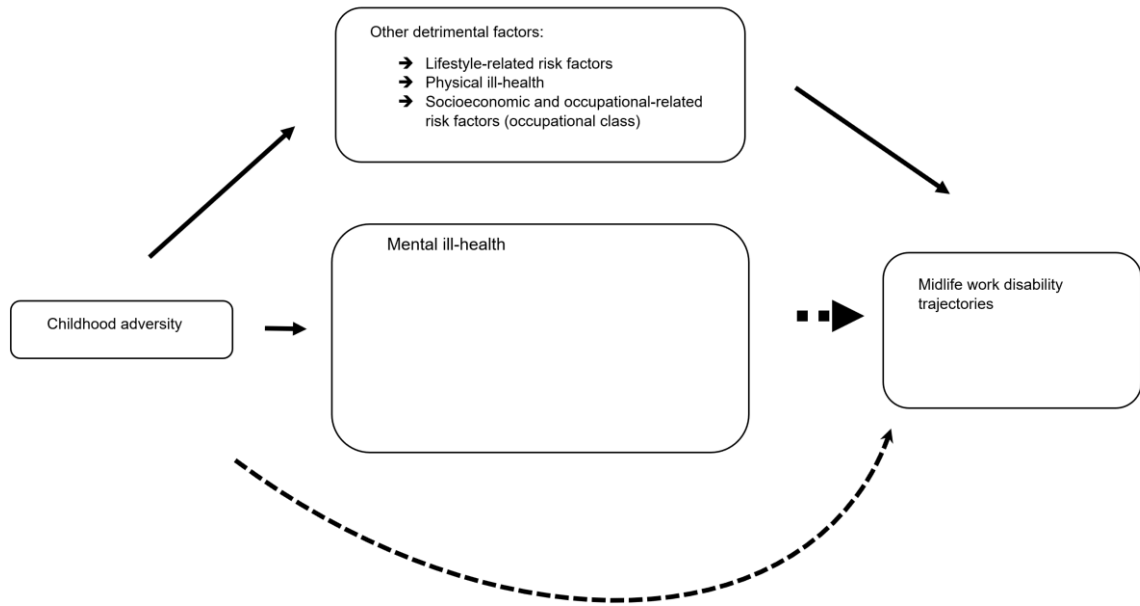 Other detrimental factors:
➔ Lifestyle-related risk factors
➔ Physical ill-health
➔ Socioeconomic and occupational-related
risk factors (occupational class)
Mental ill-health
Childhood adversity
Midlife work disability
trajectories